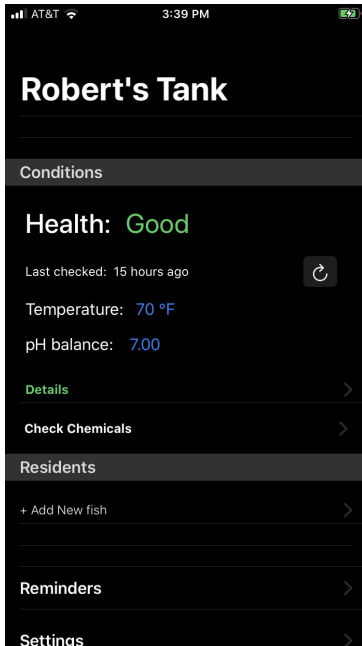 AT&T 3:39 PM
Robert's Tank
Conditions
Health: Good
Last checked: 15 hours ago
Temperature: 70 °F
pH balance: 7.00
Details
Check Chemicals
Residents
+ Add New fish
Reminders
Settings